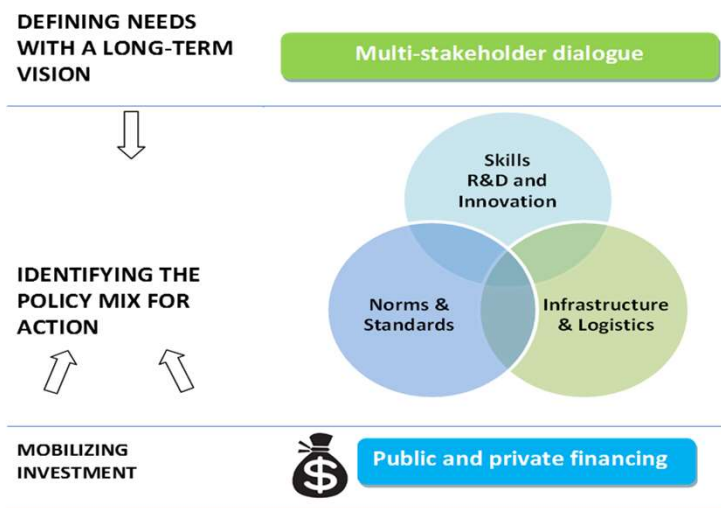 DEFINING NEEDS
WITH A LONG-TERM
VISION
Multi-stakeholder dialogue
Skills
R&D and
Innovation
IDENTIFYING THE
POLICY MIX FOR
ACTION
Norms &
Standards
Infrastructure
& Logistics
MOBILIZING
INVESTMENT
$
Public and private financing